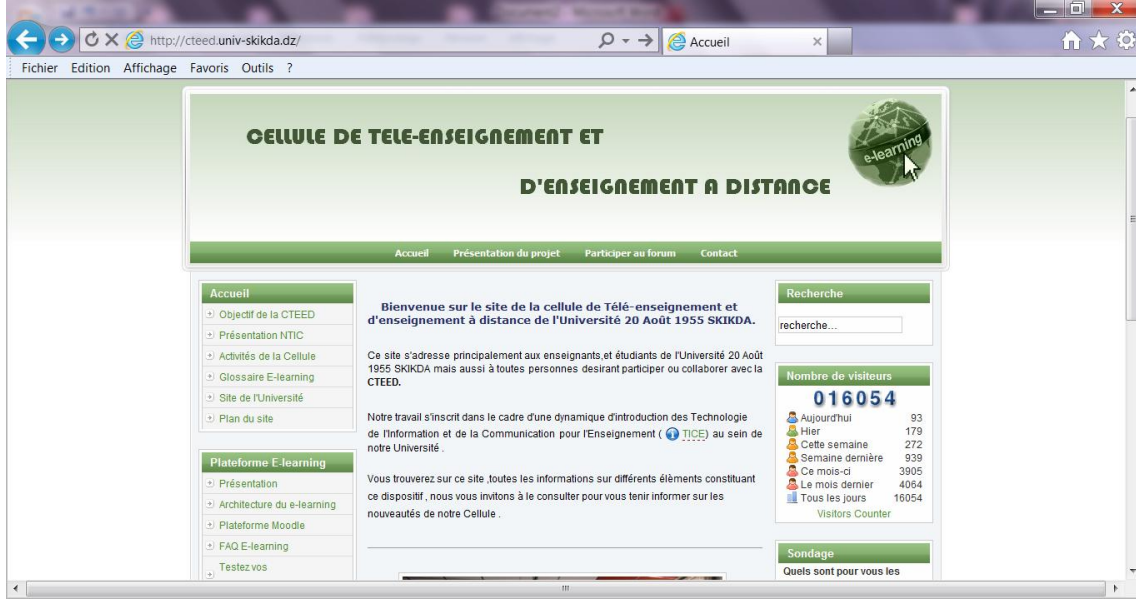 http://cteed.univ-skikda.dz/
Accueil
Fichier Edition Affichage Favoris Outils ?
CELLULE DE TELE-ENSEIGNEMENT ET
D'ENSEIGNEMENT A DISTANCE
e-learning
Accueil Présentation du projet Participer au forum Contact
Accueil
Objectif de la CTEED
Présentation NTIC
Activités de la Cellule
Glossaire E-learning
Site de l'Université
Plan du site
Plateforme E-learning
Présentation
Architecture du e-learning
Plateforme Moodle
FAQ E-learning
Testez vos
Bienvenue sur le site de la cellule de Télé-enseignement et
d'enseignement à distance de l'Université 20 Août 1955 SKIKDA.
Ce site s'adresse principalement aux enseignants,et étudiants de l'Université 20 Août
1955 SKIKDA mais aussi à toutes personnes desirant participer ou collaborer avec la
CTEED.
Notre travail s'inscrit dans le cadre d'une dynamique d'introduction des Technologie
de l'Information et de la Communication pour l'Enseignement ( TICE) au sein de
notre Université .
Vous trouverez sur ce site ,toutes les informations sur différents élèments constituant
ce dispositif , nous vous invitons à le consulter pour vous tenir informer sur les
nouveautés de notre Cellule .
Recherche
recherche...
Nombre de visiteurs
016054
Aujourd'hui 93
Hier 179
Cette semaine 272
Semaine dernière 939
Ce mois-ci 3905
Le mois dernier 4064
Tous les jours 16054
Visitors Counter
Sondage
Quels sont pour vous les